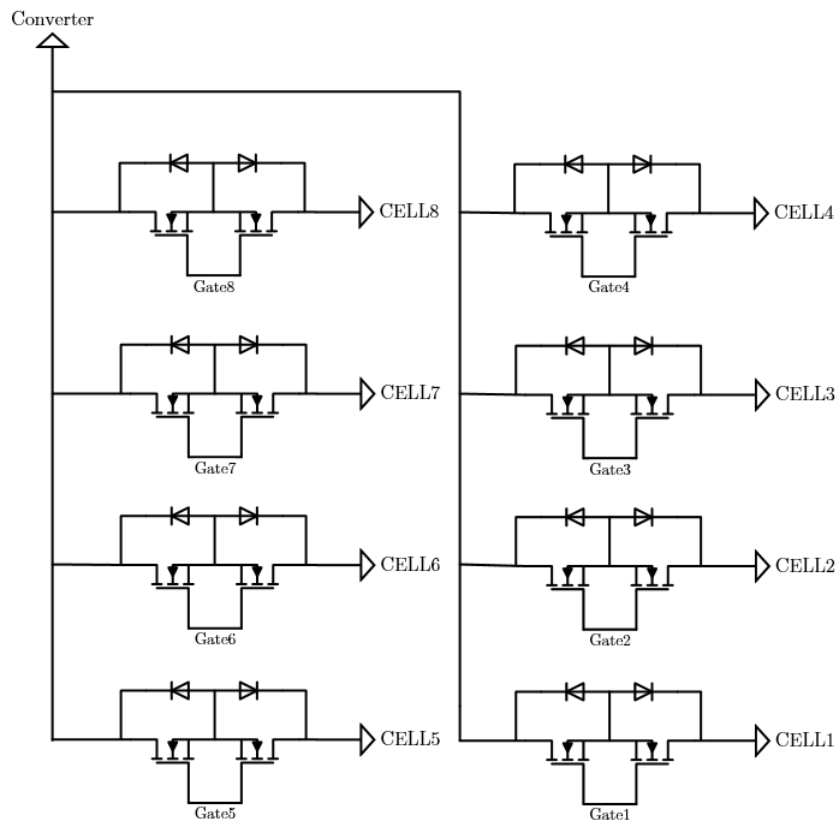 Converter
CELL8
Gate8
CELL4
Gate4
CELL7
Gate7
CELL3
Gate3
CELL6
Gate6
CELL2
Gate2
CELL5
Gate5
CELL1
Gate1